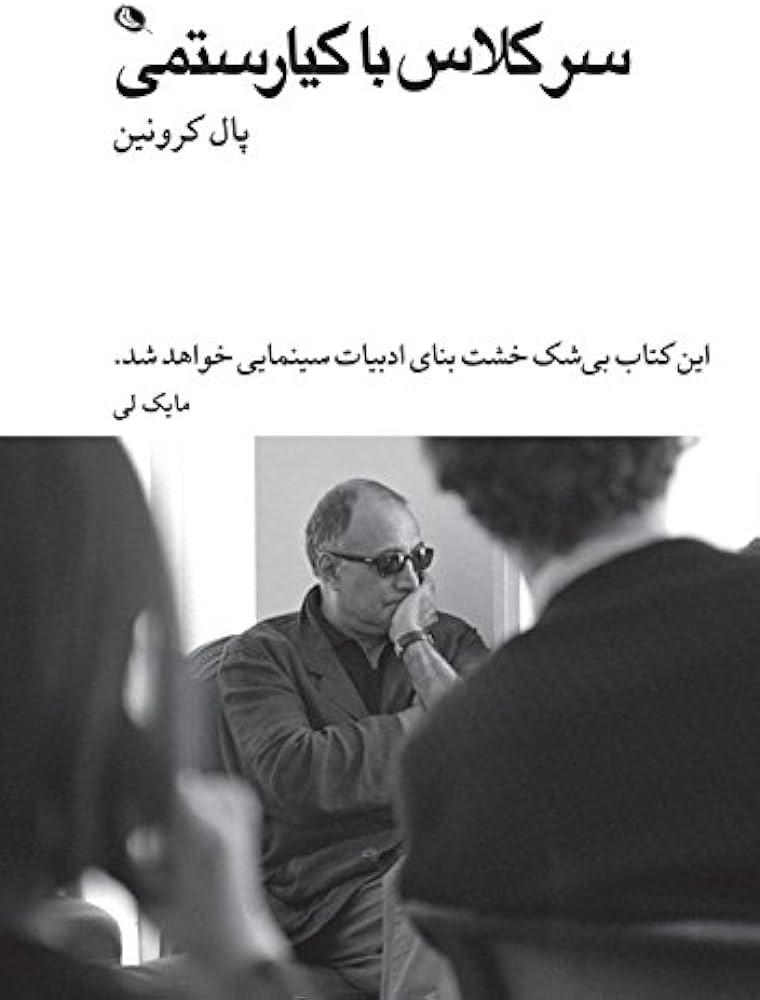 سر کلاس با کیارستمی
پال کرونین
این کتاب بی‌شک خشت بنای ادبیات سینمایی خواهد شد.
مایک لی